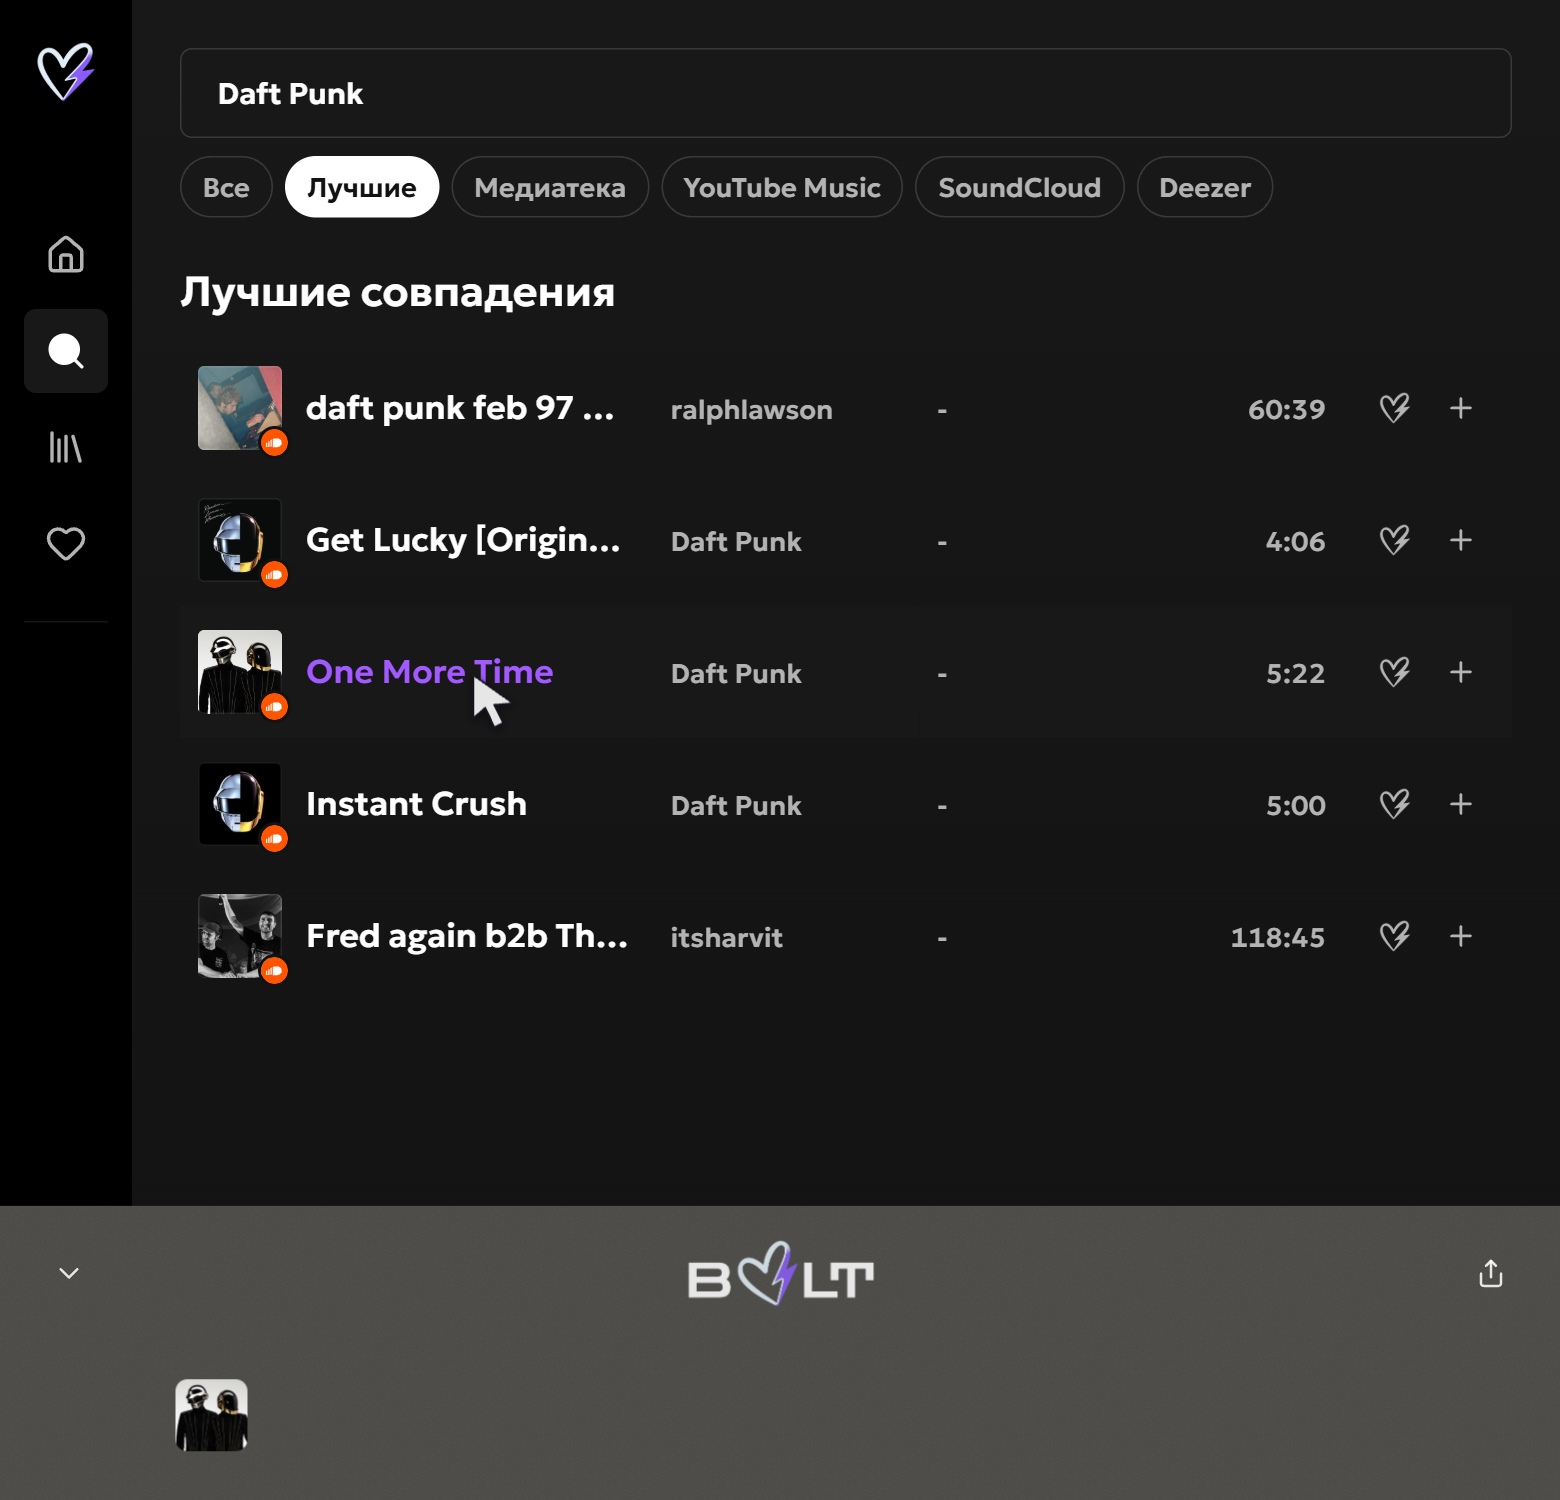 Daft Punk
Все Лучшие Медиатека YouTube Music SoundCloud Deezer
Лучшие совпадения
daft punk feb 97 ... ralphlawson - 60:39
Get Lucky [Origin... Daft Punk - 4:06
One More Time Daft Punk - 5:22
Instant Crush Daft Punk - 5:00
Fred again b2b Th... itsharvit - 118:45
BOLT